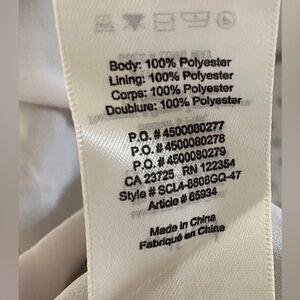 Body: 100% Polyester
Lining: 100% Polyester
Corps: 100% Polyester
Doublure: 100% Polyester
P.O. # 4500080277
P.O. # 4500080278
P.O. # 4500080279
CA 23725 RN 122354
Style # SCL4-8808GQ-47
Article # 65934
Made in China
Fabriqué en Chine